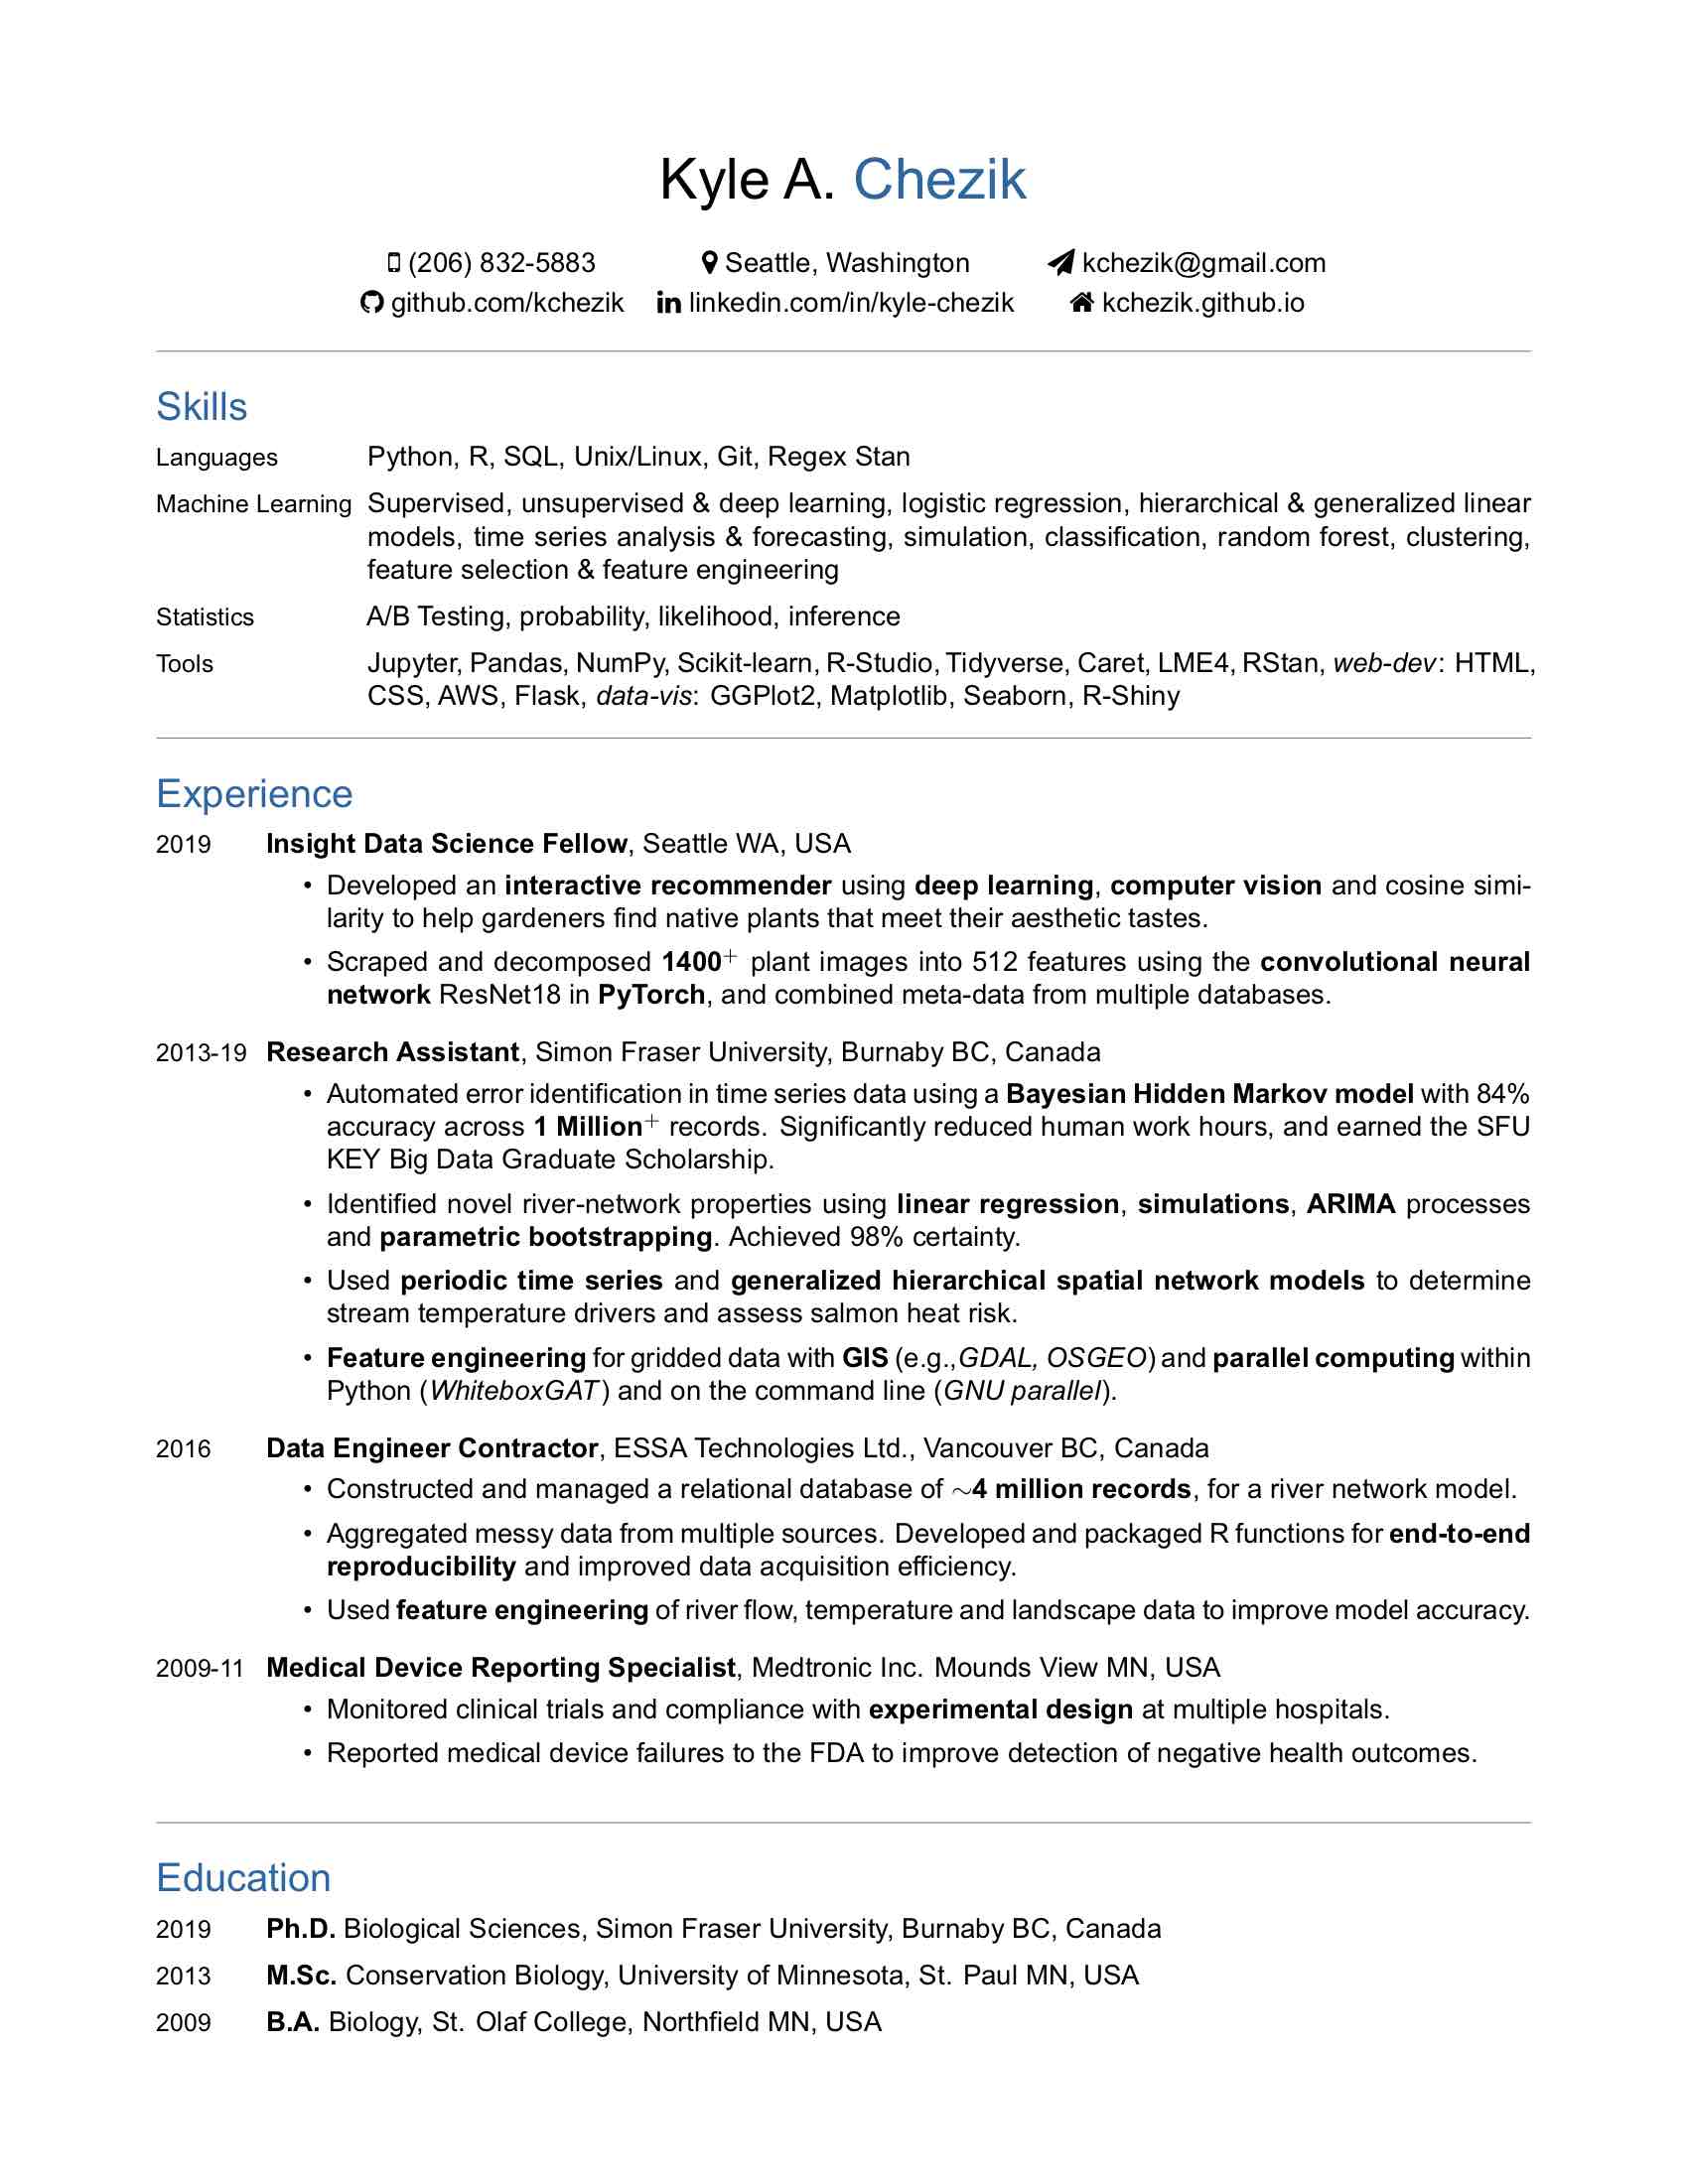 Kyle A. Chezik
(206) 832-5883 Seattle, Washington kchezik@gmail.com
github.com/kchezik linkedin.com/in/kyle-chezik kchezik.github.io
Skills
Languages Python, R, SQL, Unix/Linux, Git, Regex Stan
Machine Learning Supervised, unsupervised & deep learning, logistic regression, hierarchical & generalized linear
models, time series analysis & forecasting, simulation, classification, random forest, clustering,
feature selection & feature engineering
Statistics A/B Testing, probability, likelihood, inference
Tools Jupyter, Pandas, NumPy, Scikit-learn, R-Studio, Tidyverse, Caret, LME4, RStan, web-dev: HTML,
CSS, AWS, Flask, data-vis: GGPlot2, Matplotlib, Seaborn, R-Shiny
Experience
2019 Insight Data Science Fellow, Seattle WA, USA
• Developed an interactive recommender using deep learning, computer vision and cosine simi-
larity to help gardeners find native plants that meet their aesthetic tastes.
• Scraped and decomposed 1400+ plant images into 512 features using the convolutional neural
network ResNet18 in PyTorch, and combined meta-data from multiple databases.
2013-19 Research Assistant, Simon Fraser University, Burnaby BC, Canada
• Automated error identification in time series data using a Bayesian Hidden Markov model with 84%
accuracy across 1 Million+ records. Significantly reduced human work hours, and earned the SFU
KEY Big Data Graduate Scholarship.
• Identified novel river-network properties using linear regression, simulations, ARIMA processes
and parametric bootstrapping. Achieved 98% certainty.
• Used periodic time series and generalized hierarchical spatial network models to determine
stream temperature drivers and assess salmon heat risk.
• Feature engineering for gridded data with GIS (e.g.,GDAL, OSGEO) and parallel computing within
Python (WhiteboxGAT) and on the command line (GNU parallel).
2016 Data Engineer Contractor, ESSA Technologies Ltd., Vancouver BC, Canada
• Constructed and managed a relational database of ~4 million records, for a river network model.
• Aggregated messy data from multiple sources. Developed and packaged R functions for end-to-end
reproducibility and improved data acquisition efficiency.
• Used feature engineering of river flow, temperature and landscape data to improve model accuracy.
2009-11 Medical Device Reporting Specialist, Medtronic Inc. Mounds View MN, USA
• Monitored clinical trials and compliance with experimental design at multiple hospitals.
• Reported medical device failures to the FDA to improve detection of negative health outcomes.
Education
2019 Ph.D. Biological Sciences, Simon Fraser University, Burnaby BC, Canada
2013 M.Sc. Conservation Biology, University of Minnesota, St. Paul MN, USA
2009 B.A. Biology, St. Olaf College, Northfield MN, USA